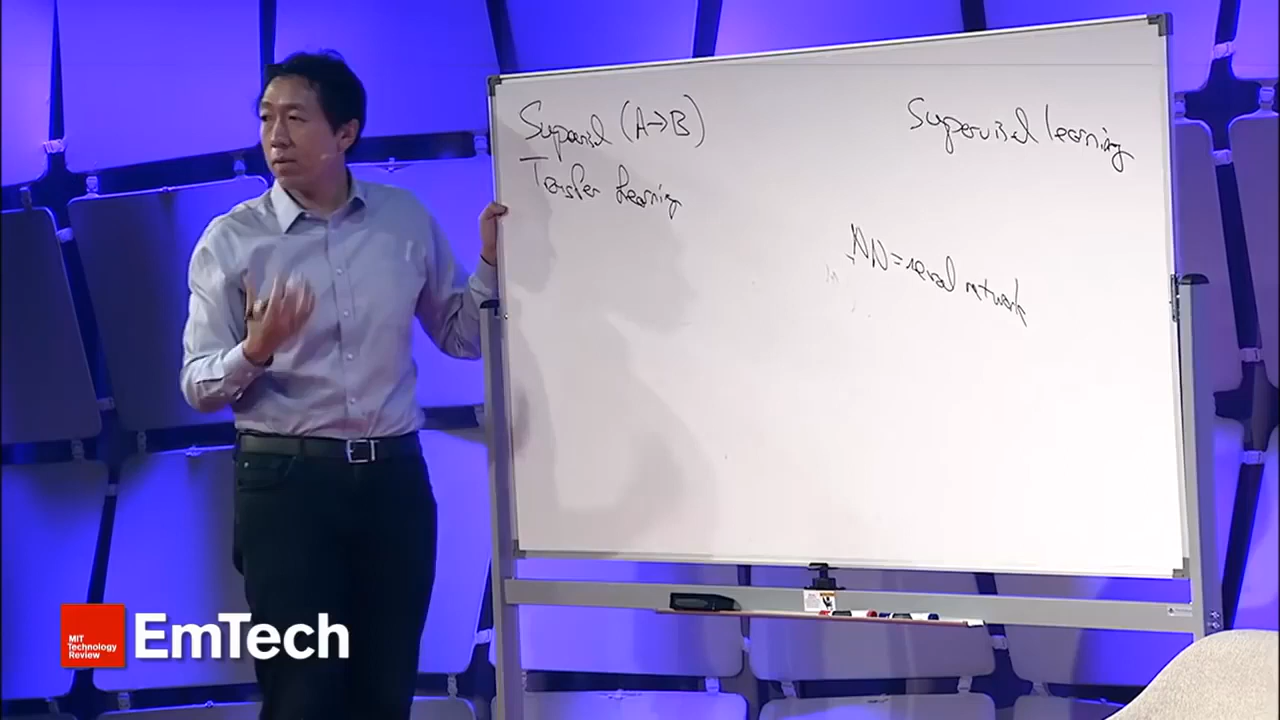 Supervised (A→B)
Transfer Learning
Supervised learning
NN = neural network
MIT
Technology
Review
EmTech